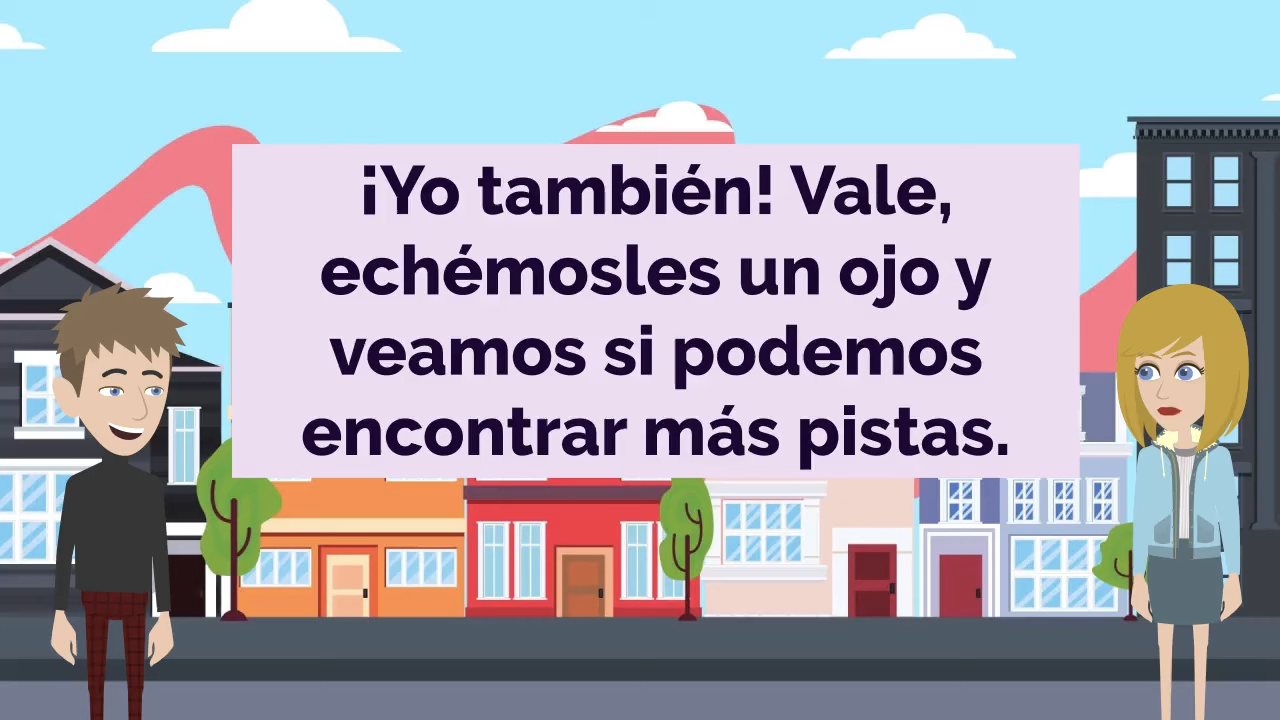 ¡Yo también! Vale,
echémosles un ojo y
veamos si podemos
encontrar más pistas.